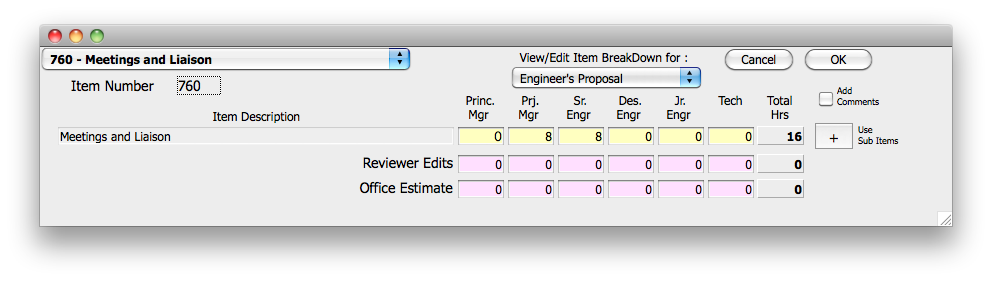 760 - Meetings and Liaison
View/Edit Item BreakDown for :
Cancel
OK
Item Number
760
Engineer's Proposal
Add
Comments
Item Description
Princ.
Mgr
Prj.
Mgr
Sr.
Engr
Des.
Engr
Jr.
Engr
Tech
Total
Hrs
Meetings and Liaison
0 8 8 0 0 0 16
+
Use
Sub Items
Reviewer Edits 0 0 0 0 0 0 0
Office Estimate 0 0 0 0 0 0 0